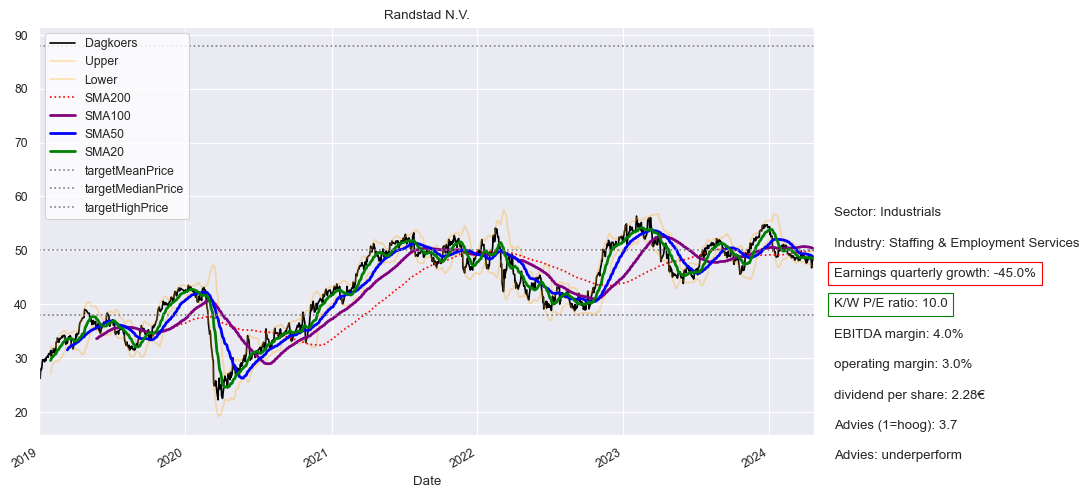 Randstad N.V.
90
80
70
60
50
40
30
20
Dagkoers
Upper
Lower
SMA200
SMA100
SMA50
SMA20
targetMeanPrice
targetMedianPrice
targetHighPrice
2019
2020
2021
2022
2023
2024
Date
Sector: Industrials
Industry: Staffing & Employment Services
Earnings quarterly growth: -45.0%
K/W P/E ratio: 10.0
EBITDA margin: 4.0%
operating margin: 3.0%
dividend per share: 2.28€
Advies (1=hoog): 3.7
Advies: underperform